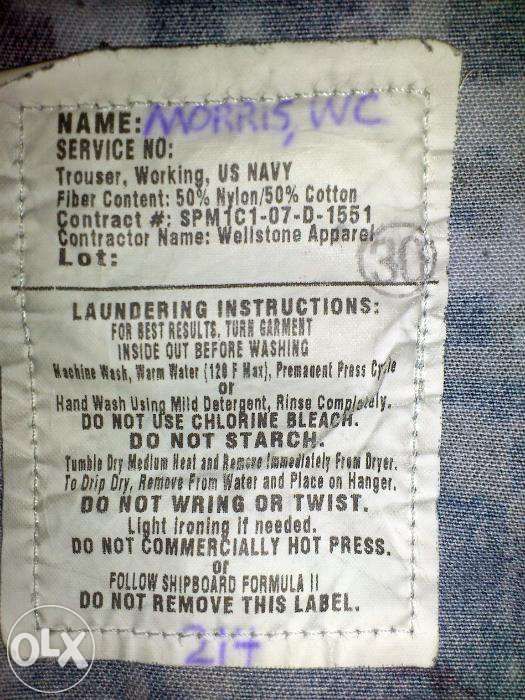 NAME: MORRIS, WC
SERVICE NO:
Trouser, Working, US NAVY
Fiber Content: 50% Nylon/50% Cotton
Contract #: SPM1C1-07-D-1551
Contractor Name: Wellstone Apparel
Lot:
30
LAUNDERING INSTRUCTIONS:
FOR BEST RESULTS. TURN GARMENT
INSIDE OUT BEFORE WASHING
Machine Wash, Warm Water (120 F Max), Premanent Press Cycle
or
Hand Wash Using Mild Detergent, Rinse Completely.
DO NOT USE CHLORINE BLEACH.
DO NOT STARCH.
Tumble Dry Medium Heat and Remove Immediately From Dryer.
To Drip Dry, Remove From Water and Place on Hanger.
DO NOT WRING OR TWIST.
Light Ironing If needed.
DO NOT COMMERCIALLY HOT PRESS.
or
FOLLOW SHIPBOARD FORMULA II
DO NOT REMOVE THIS LABEL.
OLX